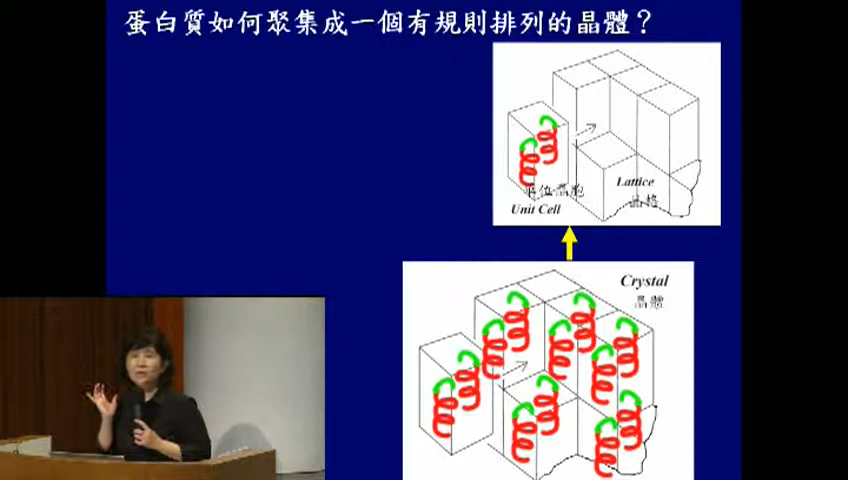 蛋白質如何聚集成一個有規則排列的晶體？
Lattice
單位晶胞
晶格
Unit Cell
Crystal
晶體